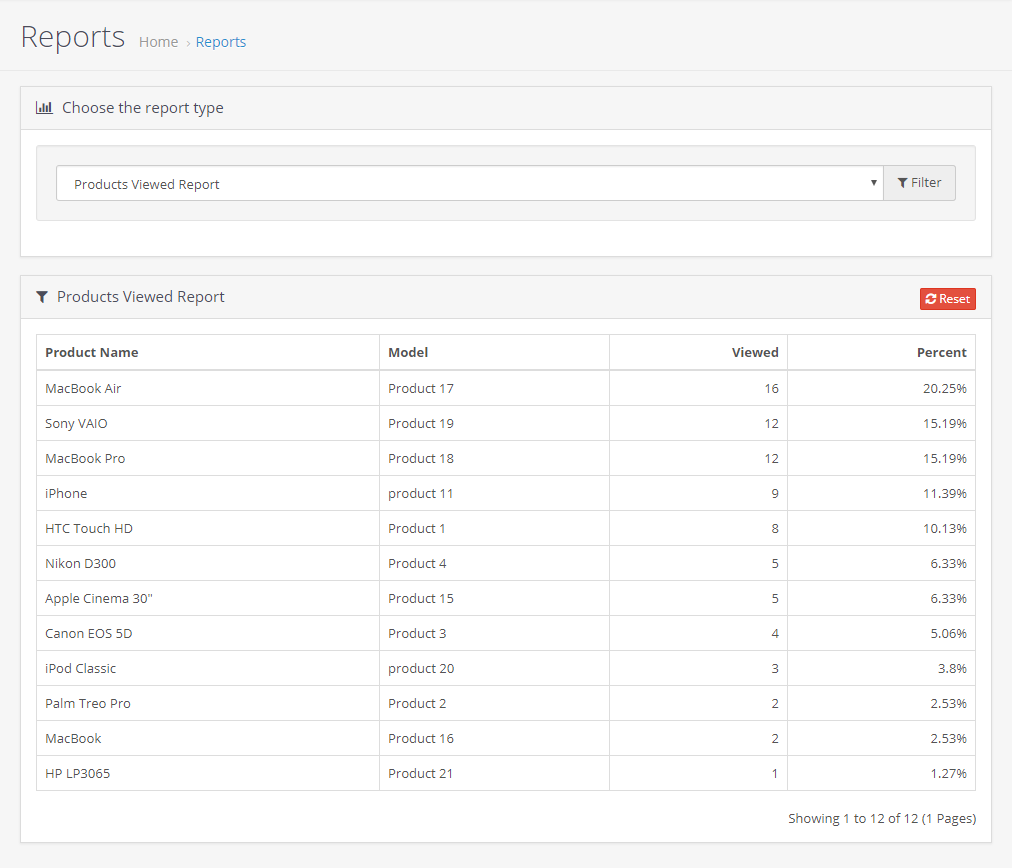 Reports Home › Reports
Choose the report type
Products Viewed Report Filter
Products Viewed Report Reset
Product Name Model Viewed Percent
MacBook Air Product 17 16 20.25%
Sony VAIO Product 19 12 15.19%
MacBook Pro Product 18 12 15.19%
iPhone product 11 9 11.39%
HTC Touch HD Product 1 8 10.13%
Nikon D300 Product 4 5 6.33%
Apple Cinema 30" Product 15 5 6.33%
Canon EOS 5D Product 3 4 5.06%
iPod Classic product 20 3 3.8%
Palm Treo Pro Product 2 2 2.53%
MacBook Product 16 2 2.53%
HP LP3065 Product 21 1 1.27%
Showing 1 to 12 of 12 (1 Pages)